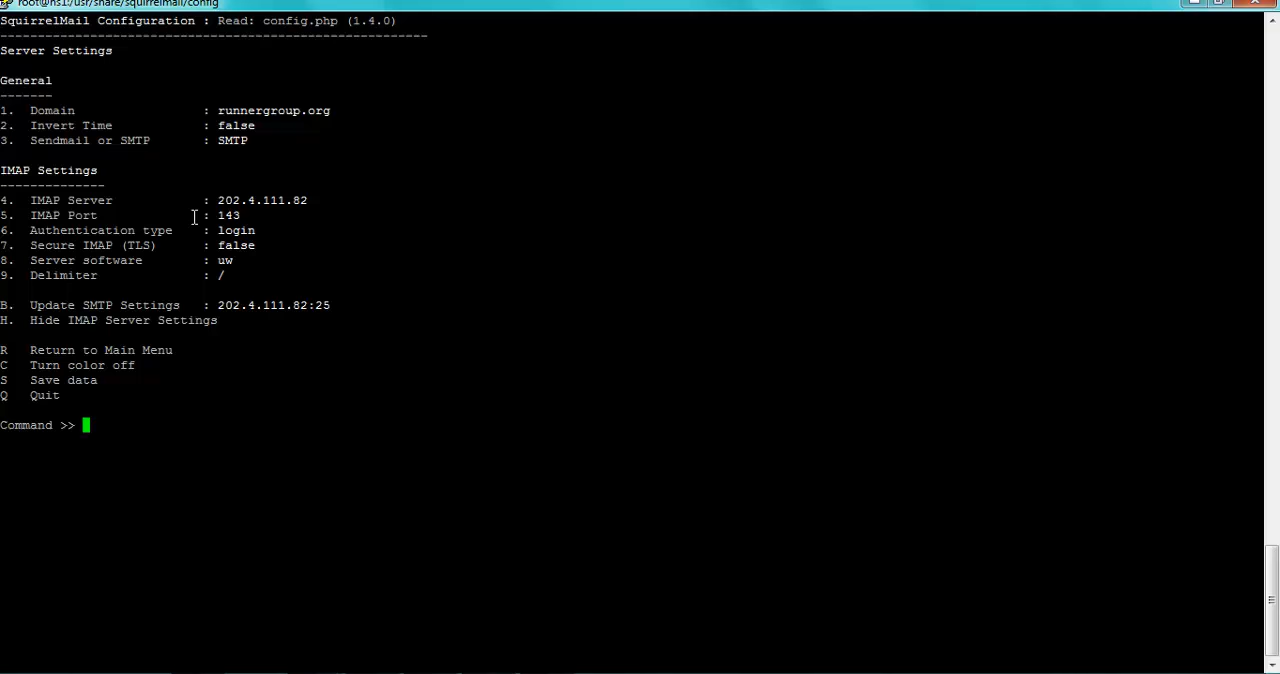 root@ns1:/usr/share/squirrelmail/config
SquirrelMail Configuration : Read: config.php (1.4.0)
---------------------------------------------------------
Server Settings
General
-------
1.  Domain                 : runnergroup.org
2.  Invert Time            : false
3.  Sendmail or SMTP       : SMTP
IMAP Settings
--------------
4.  IMAP Server            : 202.4.111.82
5.  IMAP Port              : 143
6.  Authentication type    : login
7.  Secure IMAP (TLS)      : false
8.  Server software        : uw
9.  Delimiter              : /
B.  Update SMTP Settings   : 202.4.111.82:25
H.  Hide IMAP Server Settings
R   Return to Main Menu
C   Turn color off
S   Save data
Q   Quit
Command >>